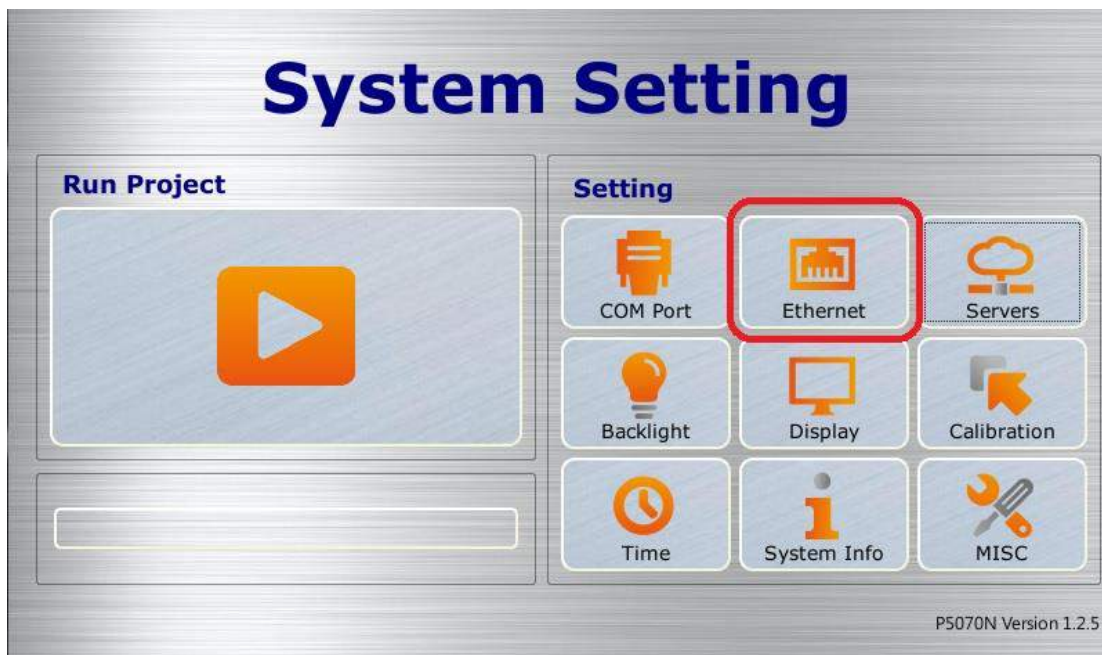 System Setting
Run Project
Setting
COM Port
Ethernet
Servers
Backlight
Display
Calibration
Time
System Info
MISC
P5070N Version 1.2.5